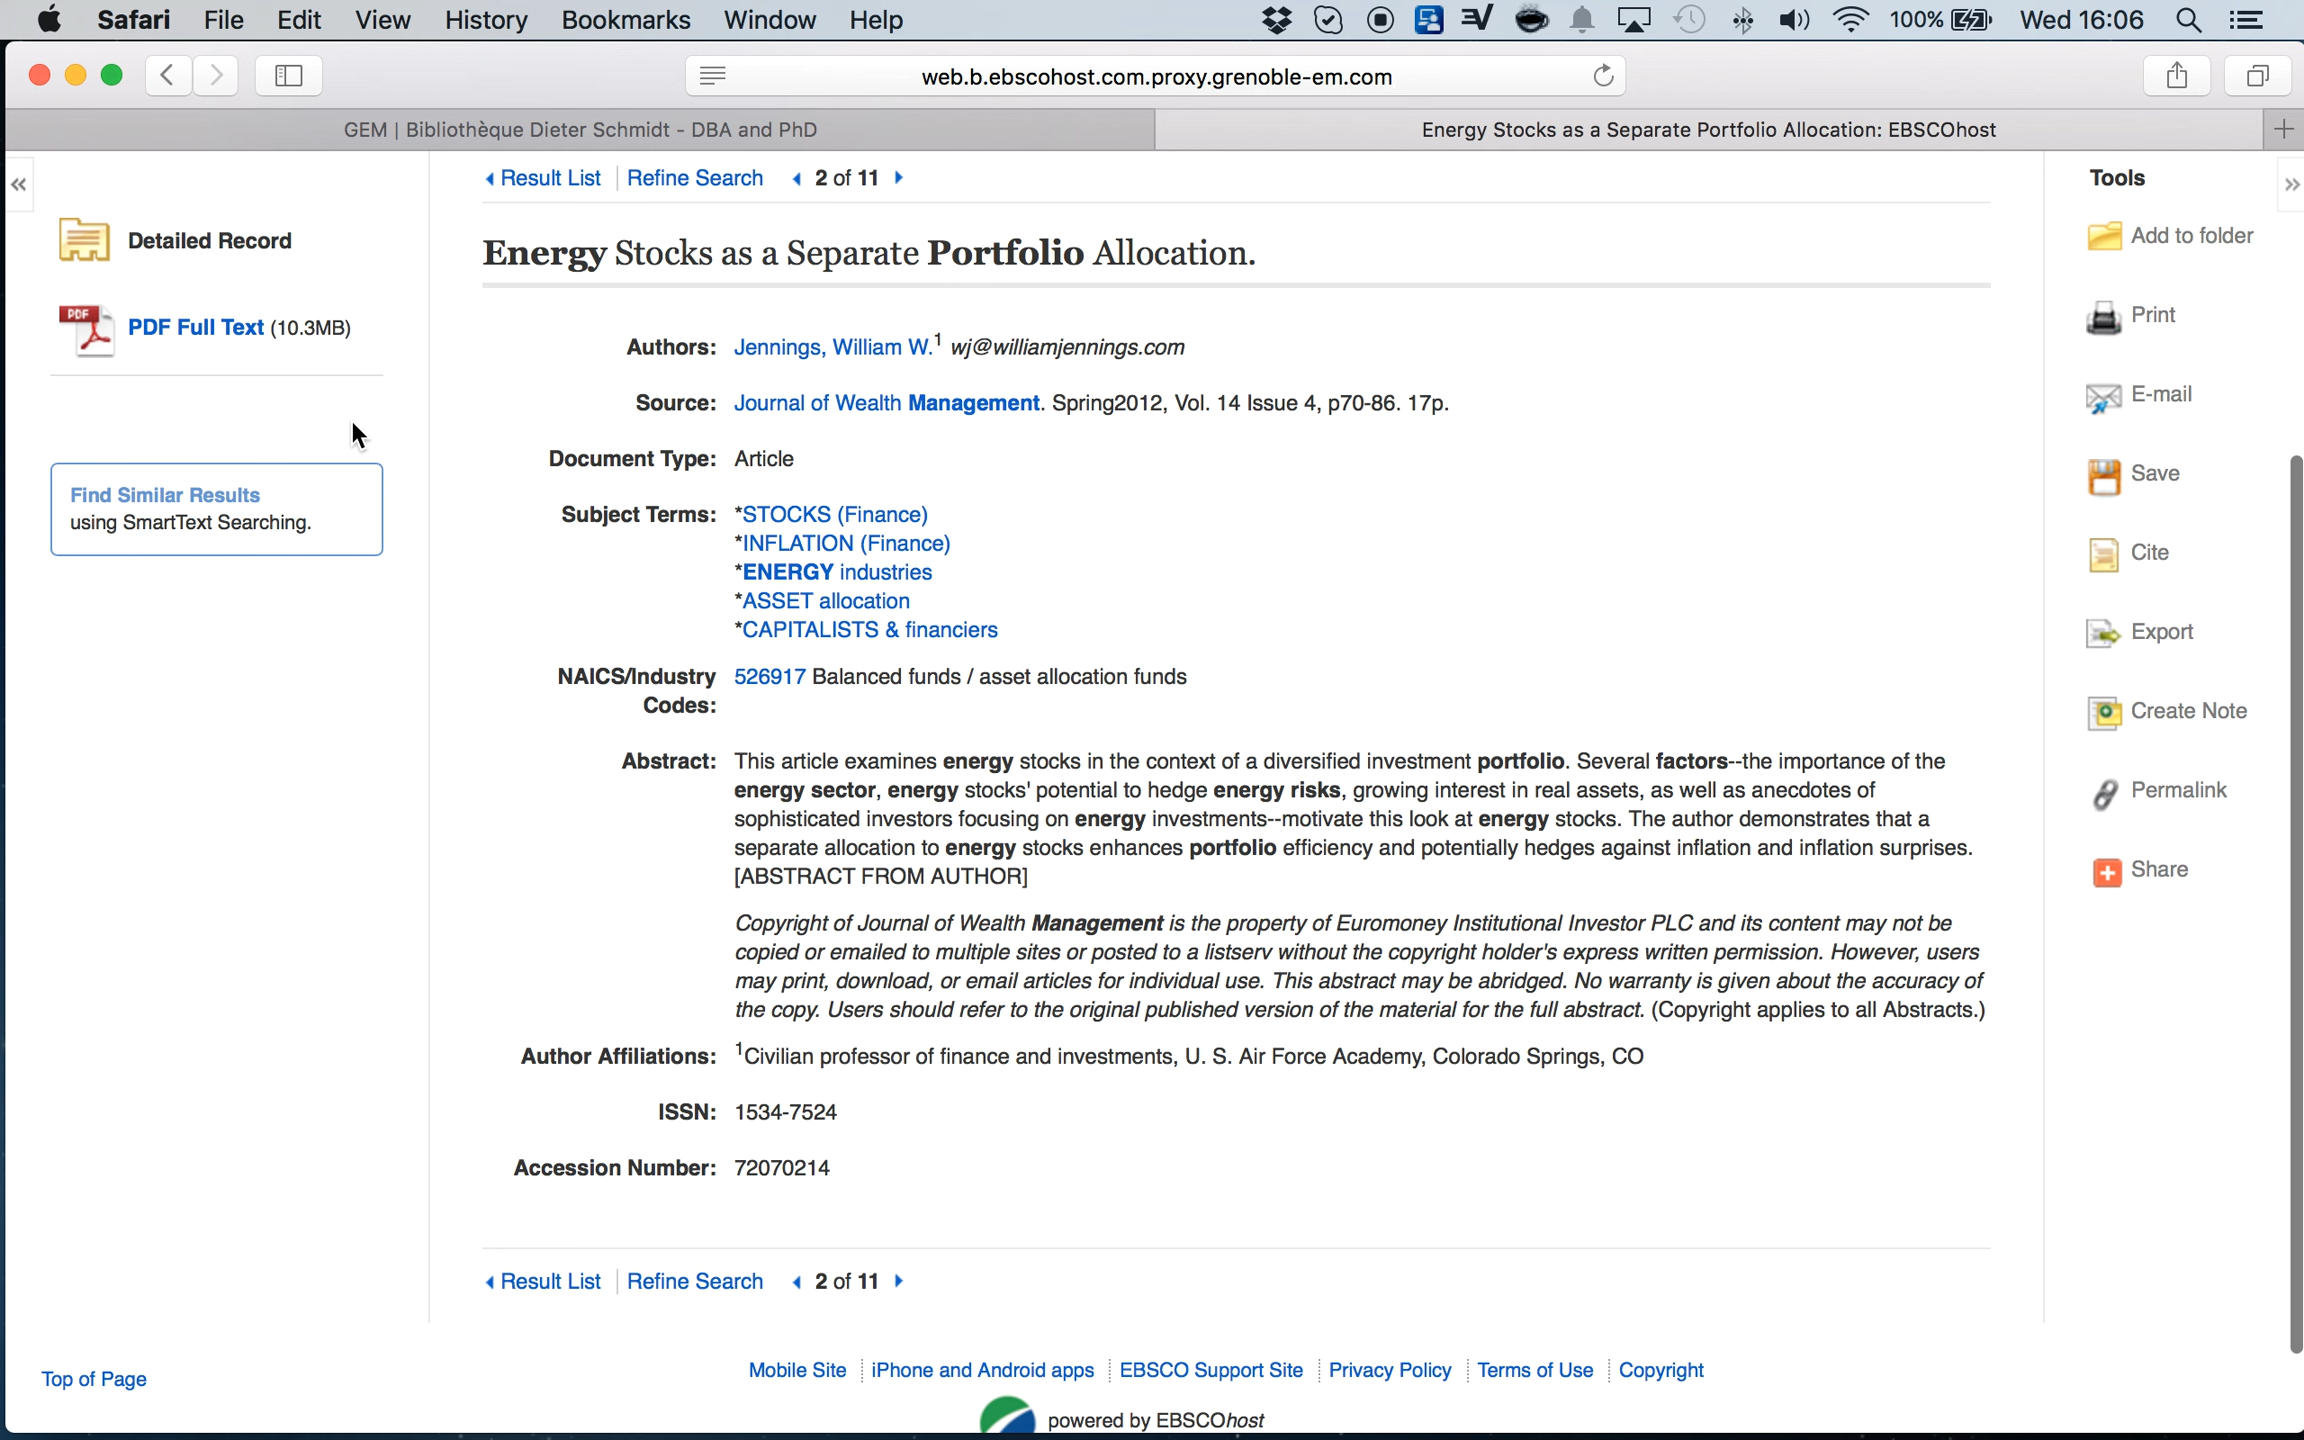 Safari File Edit View History Bookmarks Window Help 100% Wed 16:06
web.b.ebscohost.com.proxy.grenoble-em.com
GEM | Bibliothèque Dieter Schmidt - DBA and PhD
Energy Stocks as a Separate Portfolio Allocation: EBSCOhost
Detailed Record
PDF
PDF Full Text (10.3MB)
Find Similar Results
using SmartText Searching.
Result List Refine Search 2 of 11
Energy Stocks as a Separate Portfolio Allocation.
Authors: Jennings, William W.¹ wj@williamjennings.com
Source: Journal of Wealth Management. Spring2012, Vol. 14 Issue 4, p70-86. 17p.
Document Type: Article
Subject Terms: *STOCKS (Finance)
*INFLATION (Finance)
*ENERGY industries
*ASSET allocation
*CAPITALISTS & financiers
NAICS/Industry 526917 Balanced funds / asset allocation funds
Codes:
Abstract: This article examines energy stocks in the context of a diversified investment portfolio. Several factors--the importance of the
energy sector, energy stocks' potential to hedge energy risks, growing interest in real assets, as well as anecdotes of
sophisticated investors focusing on energy investments--motivate this look at energy stocks. The author demonstrates that a
separate allocation to energy stocks enhances portfolio efficiency and potentially hedges against inflation and inflation surprises.
[ABSTRACT FROM AUTHOR]
Copyright of Journal of Wealth Management is the property of Euromoney Institutional Investor PLC and its content may not be
copied or emailed to multiple sites or posted to a listserv without the copyright holder's express written permission. However, users
may print, download, or email articles for individual use. This abstract may be abridged. No warranty is given about the accuracy of
the copy. Users should refer to the original published version of the material for the full abstract. (Copyright applies to all Abstracts.)
Author Affiliations: ¹Civilian professor of finance and investments, U. S. Air Force Academy, Colorado Springs, CO
ISSN: 1534-7524
Accession Number: 72070214
Result List Refine Search 2 of 11
Tools
Add to folder
Print
E-mail
Save
Cite
Export
Create Note
Permalink
Share
Top of Page
Mobile Site iPhone and Android apps EBSCO Support Site Privacy Policy Terms of Use Copyright
powered by EBSCOhost